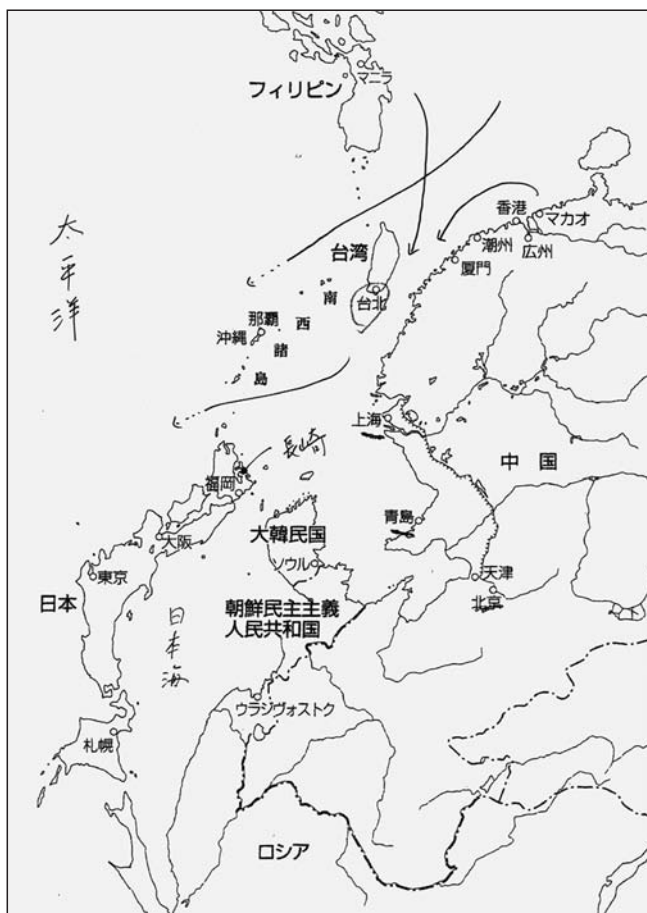 マニラ
フィリピン
香港
マカオ
潮州
広州
厦門
台湾
台北
南西諸島
那覇
沖縄
太平洋
上海
中国
長崎
福岡
青島
大韓民国
ソウル
大阪
天津
北京
東京
日本
朝鮮民主主義
人民共和国
日本海
ウラジヴォストク
札幌
ロシア